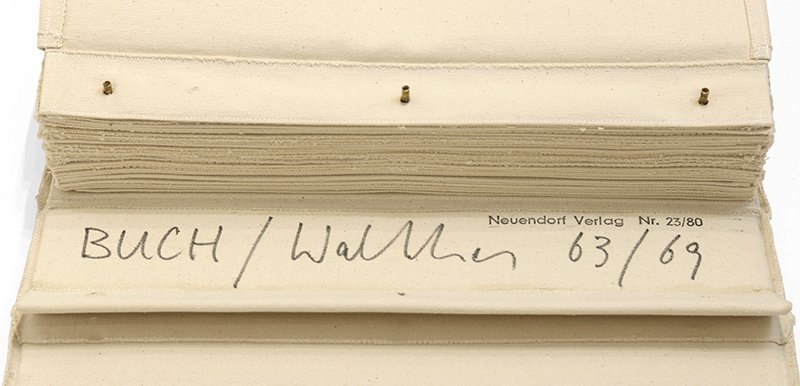 Neuendorf Verlag Nr. 23/80
BUCH / Walther 63/69